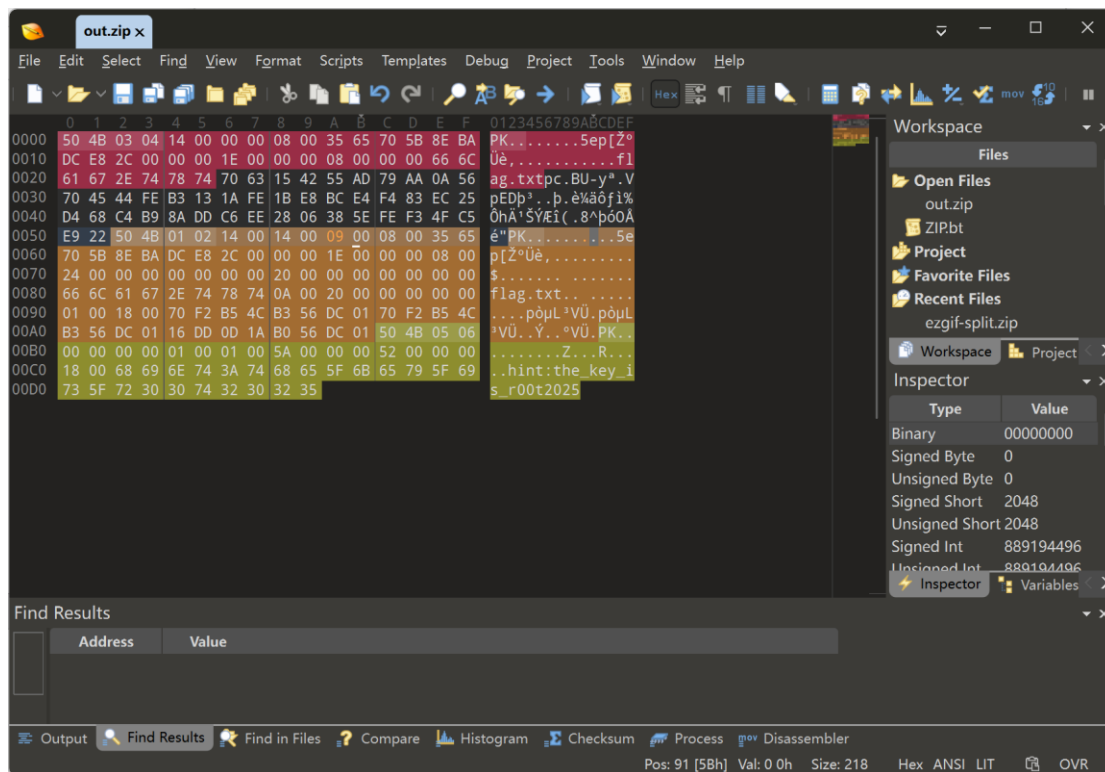 out.zip x
File Edit Select Find View Format Scripts Templates Debug Project Tools Window Help
Hex
mov
0 1 2 3 4 5 6 7 8 9 A B C D E F 0123456789ABCDEF
0000 50 4B 03 04 14 00 00 00 08 00 35 65 70 5B 8E BA PK........5ep[Žº
0010 DC E8 2C 00 00 00 1E 00 00 00 08 00 00 00 66 6C Üè,...........fl
0020 61 67 2E 74 78 74 70 63 15 42 55 AD 79 AA 0A 56 ag.txtpc.BU-yª.V
0030 70 45 44 FE B3 13 1A FE 1B E8 BC E4 F4 83 EC 25 pEDþ³..þ.è¼äôƒì%
0040 D4 68 C4 B9 8A DD C6 EE 28 06 38 5E FE F3 4F C5 ÔhÄ¹ŠÝÆî(.8^þóOÅ
0050 E9 22 50 4B 01 02 14 00 14 00 09 00 08 00 35 65 é"PK..........5e
0060 70 5B 8E BA DC E8 2C 00 00 00 1E 00 00 00 08 00 p[ŽºÜè,.........
0070 24 00 00 00 00 00 00 00 20 00 00 00 00 00 00 00 $....... .......
0080 66 6C 61 67 2E 74 78 74 0A 00 20 00 00 00 00 00 flag.txt.. .....
0090 01 00 18 00 70 F2 B5 4C B3 56 DC 01 70 F2 B5 4C ....pòµL³VÜ.pòµL
00A0 B3 56 DC 01 16 DD 0D 1A B0 56 DC 01 50 4B 05 06 ³VÜ..Ý..°VÜ.PK..
00B0 00 00 00 00 01 00 01 00 5A 00 00 00 52 00 00 00 ........Z...R...
00C0 18 00 68 69 6E 74 3A 74 68 65 5F 6B 65 79 5F 69 ..hint:the_key_i
00D0 73 5F 72 30 30 74 32 30 32 35 s_r00t2025
Workspace
Files
Open Files
out.zip
ZIP.bt
Project
Favorite Files
Recent Files
ezgif-split.zip
Workspace Project
Inspector
Type Value
Binary 00000000
Signed Byte 0
Unsigned Byte 0
Signed Short 2048
Unsigned Short 2048
Signed Int 889194496
Unsigned Int 889194496
Inspector Variables
Find Results
Address Value
Output Find Results Find in Files Compare Histogram Checksum Process mov Disassembler
Pos: 91 [5Bh] Val: 0 0h Size: 218 Hex ANSI LIT OVR